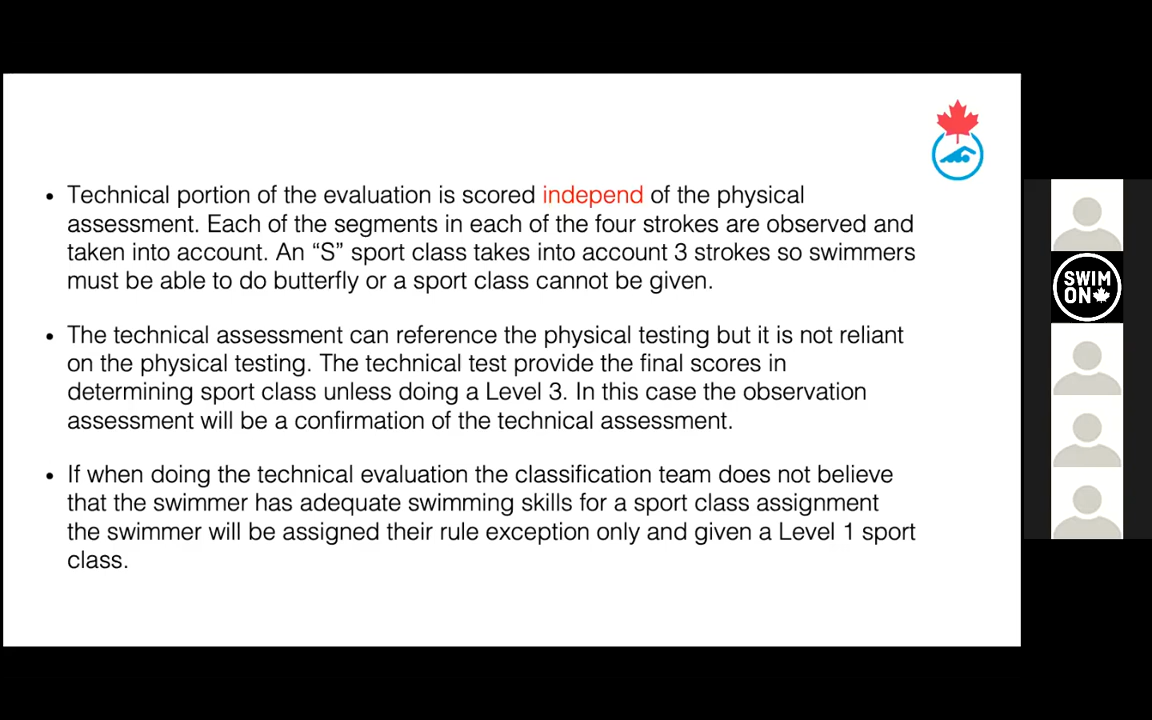 • Technical portion of the evaluation is scored independ of the physical
assessment. Each of the segments in each of the four strokes are observed and
taken into account. An “S” sport class takes into account 3 strokes so swimmers
must be able to do butterfly or a sport class cannot be given.
• The technical assessment can reference the physical testing but it is not reliant
on the physical testing. The technical test provide the final scores in
determining sport class unless doing a Level 3. In this case the observation
assessment will be a confirmation of the technical assessment.
• If when doing the technical evaluation the classification team does not believe
that the swimmer has adequate swimming skills for a sport class assignment
the swimmer will be assigned their rule exception only and given a Level 1 sport
class.
SWIM
ON